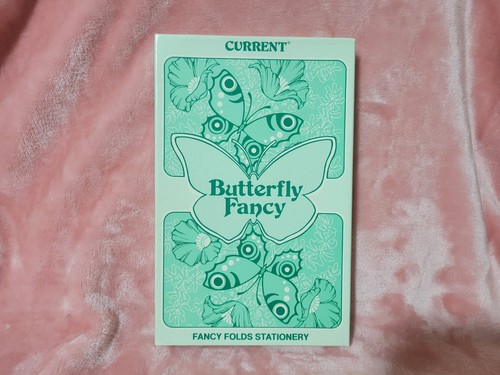 CURRENT®
Butterfly
Fancy
FANCY FOLDS STATIONERY